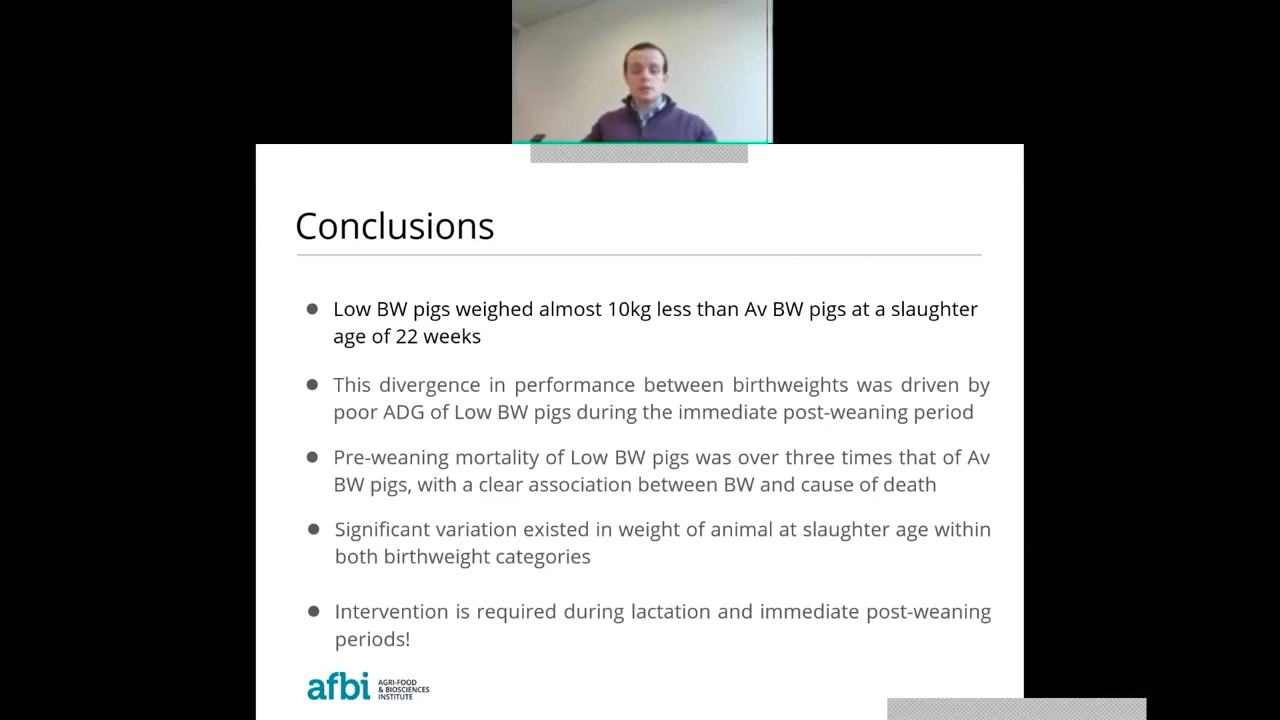 Conclusions
Low BW pigs weighed almost 10kg less than Av BW pigs at a slaughter
age of 22 weeks
This divergence in performance between birthweights was driven by
poor ADG of Low BW pigs during the immediate post-weaning period
Pre-weaning mortality of Low BW pigs was over three times that of Av
BW pigs, with a clear association between BW and cause of death
Significant variation existed in weight of animal at slaughter age within
both birthweight categories
Intervention is required during lactation and immediate post-weaning
periods!
afbi
AGRI-FOOD
& BIOSCIENCES
INSTITUTE